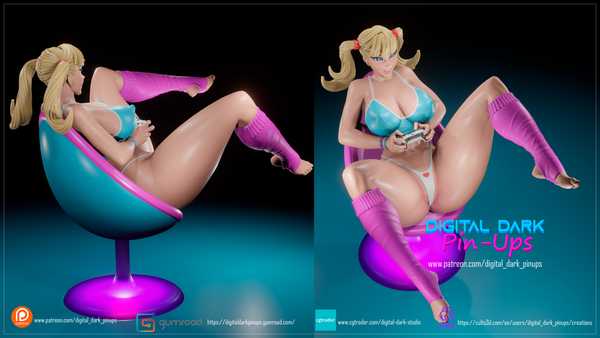 DIGITAL DARK
Pin-Ups
www.patreon.com/digital_dark_pinups
www.patreon.com/digital_dark_pinups
gumroad
https://digitaldarkpinups.gumroad.com/
cgtrader
www.cgtrader.com/digital-dark-studio
https://cults3d.com/en/users/digital_dark_pinups/creations